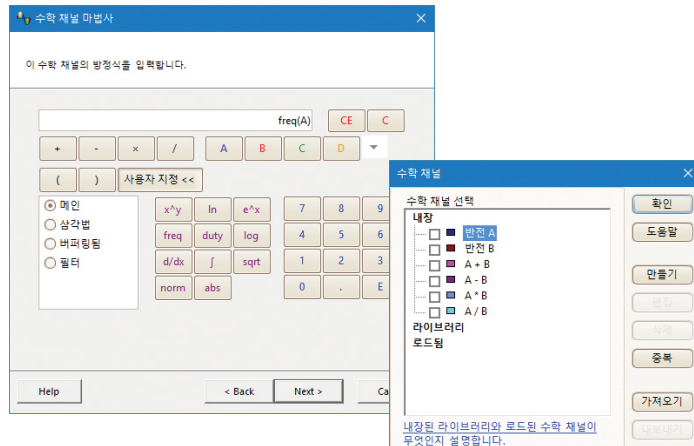 수학 채널 마법사
이 수학 채널의 방정식을 입력합니다.
freq(A) CE C
+ - × / A B C D
( ) 사용자 지정 <<
메인
삼각법
버퍼링됨
필터
x^y ln e^x 7 8 9
freq duty log 4 5 6
d/dx ∫ sqrt 1 2 3
norm abs 0 . E
Help < Back Next > Ca
수학 채널
수학 채널 선택
내장
반전 A
반전 B
A + B
A - B
A * B
A / B
라이브러리
로드됨
내장된 라이브러리와 로드된 수학 채널이
무엇인지 설명합니다.
확인
도움말
만들기
편집
삭제
중복
가져오기
내보내기